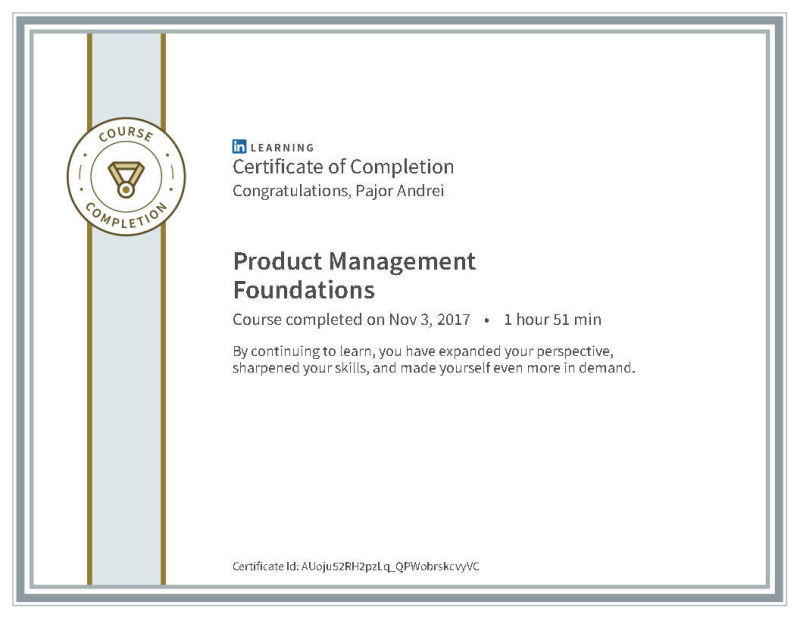 COURSE
COMPLETION
in LEARNING
Certificate of Completion
Congratulations, Pajor Andrei
Product Management
Foundations
Course completed on Nov 3, 2017 • 1 hour 51 min
By continuing to learn, you have expanded your perspective,
sharpened your skills, and made yourself even more in demand.
Certificate Id: AUoju52RH2pzLq_QPWobrskcvyVC